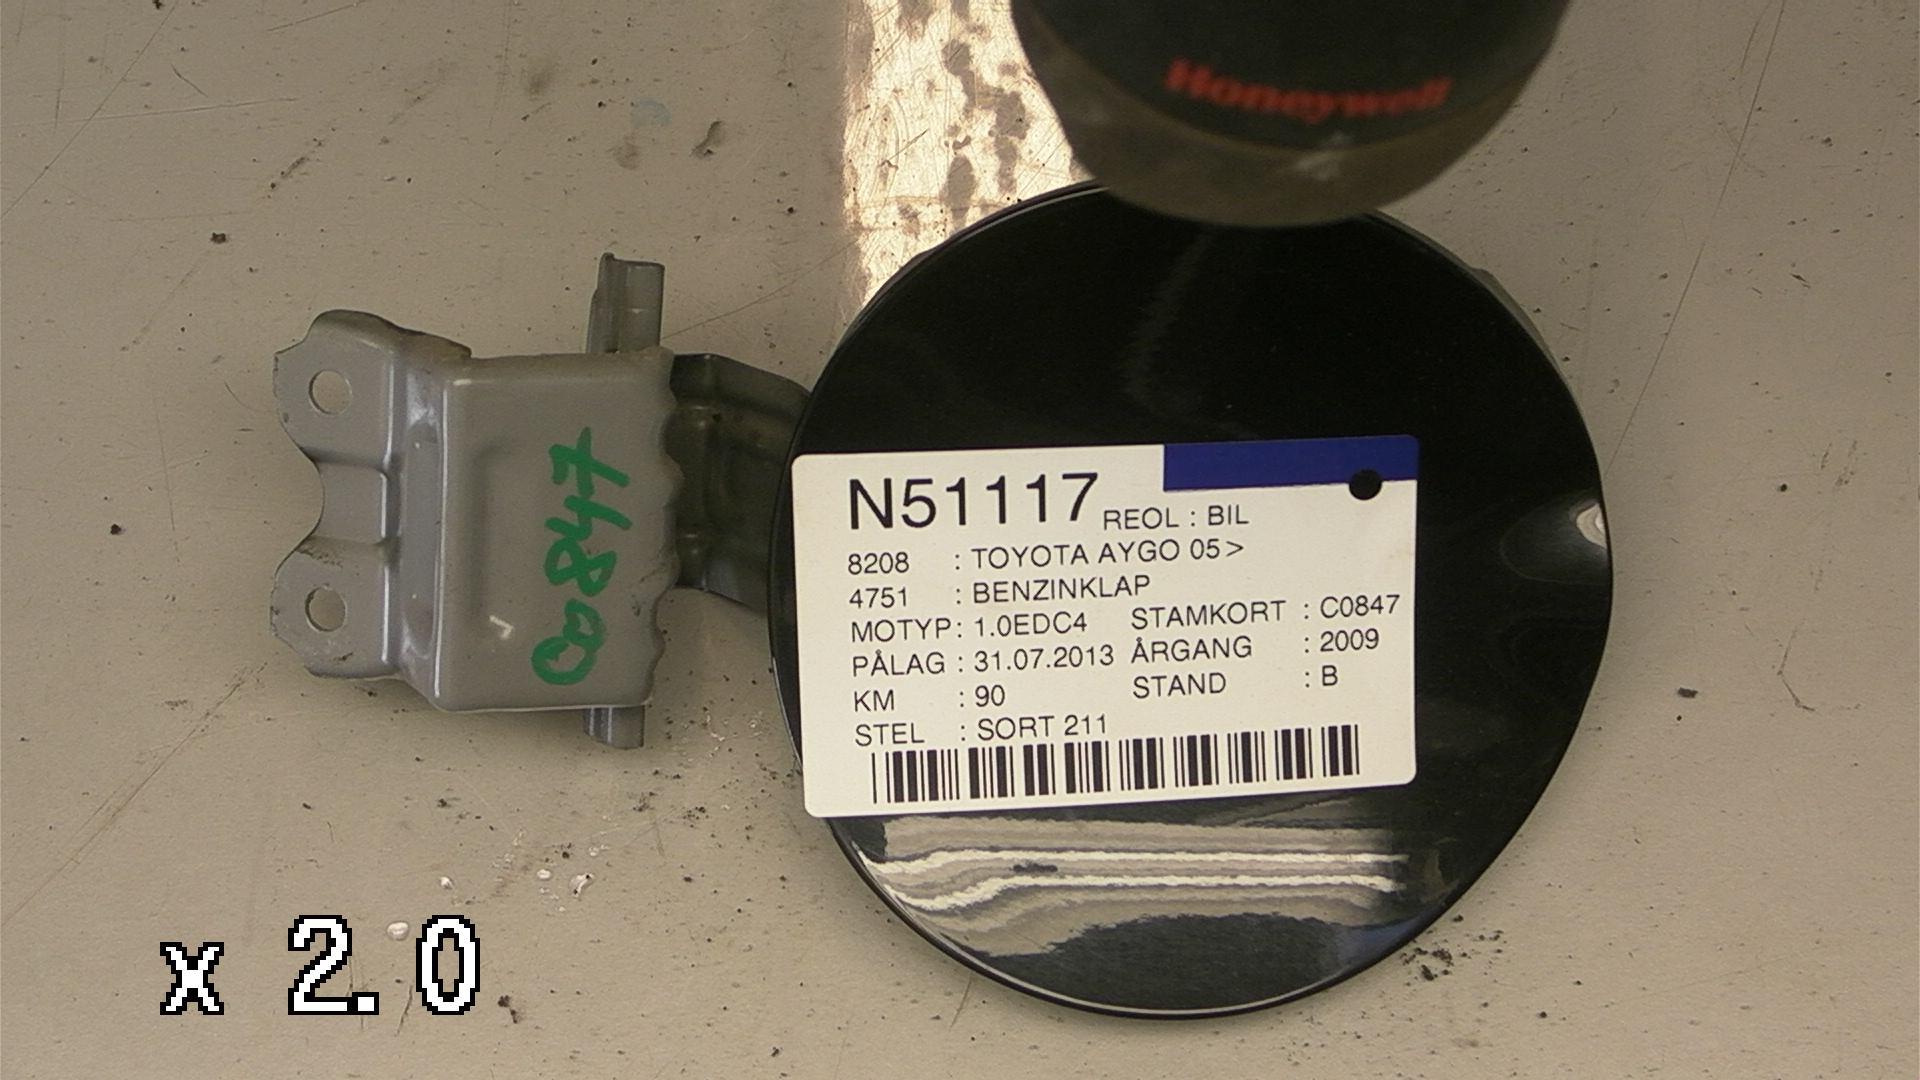 Honeywell
00847
N51117 REOL : BIL
8208 : TOYOTA AYGO 05>
4751 : BENZINKLAP
MOTYP : 1.0EDC4 STAMKORT : C0847
PÅLAG : 31.07.2013 ÅRGANG : 2009
KM : 90 STAND : B
STEL : SORT 211
x 2.0